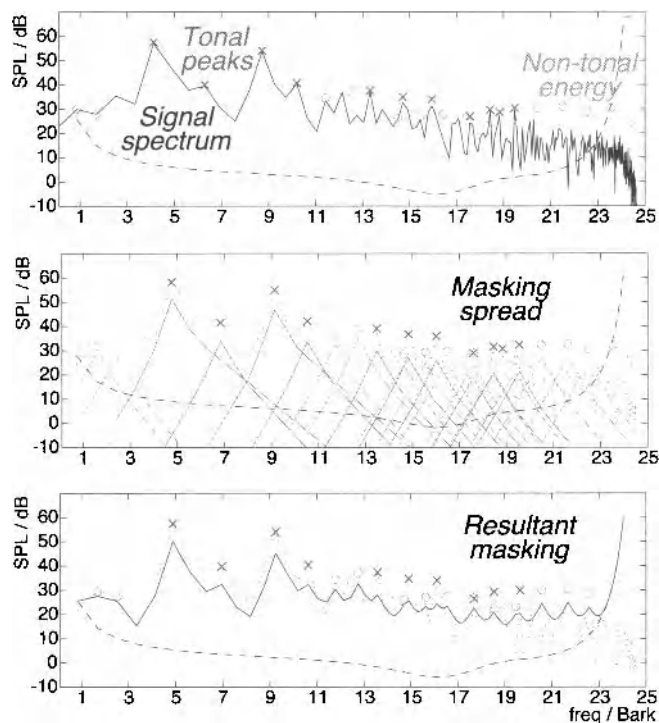 SPL / dB
60
50
40
30
20
10
0
-10
Tonal
peaks
Non-tonal
energy
Signal
spectrum
1 3 5 7 9 11 13 15 17 19 21 23 25
SPL / dB
60
50
40
30
20
10
0
-10
Masking
spread
1 3 5 7 9 11 13 15 17 19 21 23 25
SPL / dB
60
50
40
30
20
10
0
-10
Resultant
masking
1 3 5 7 9 11 13 15 17 19 21 23 25
freq / Bark